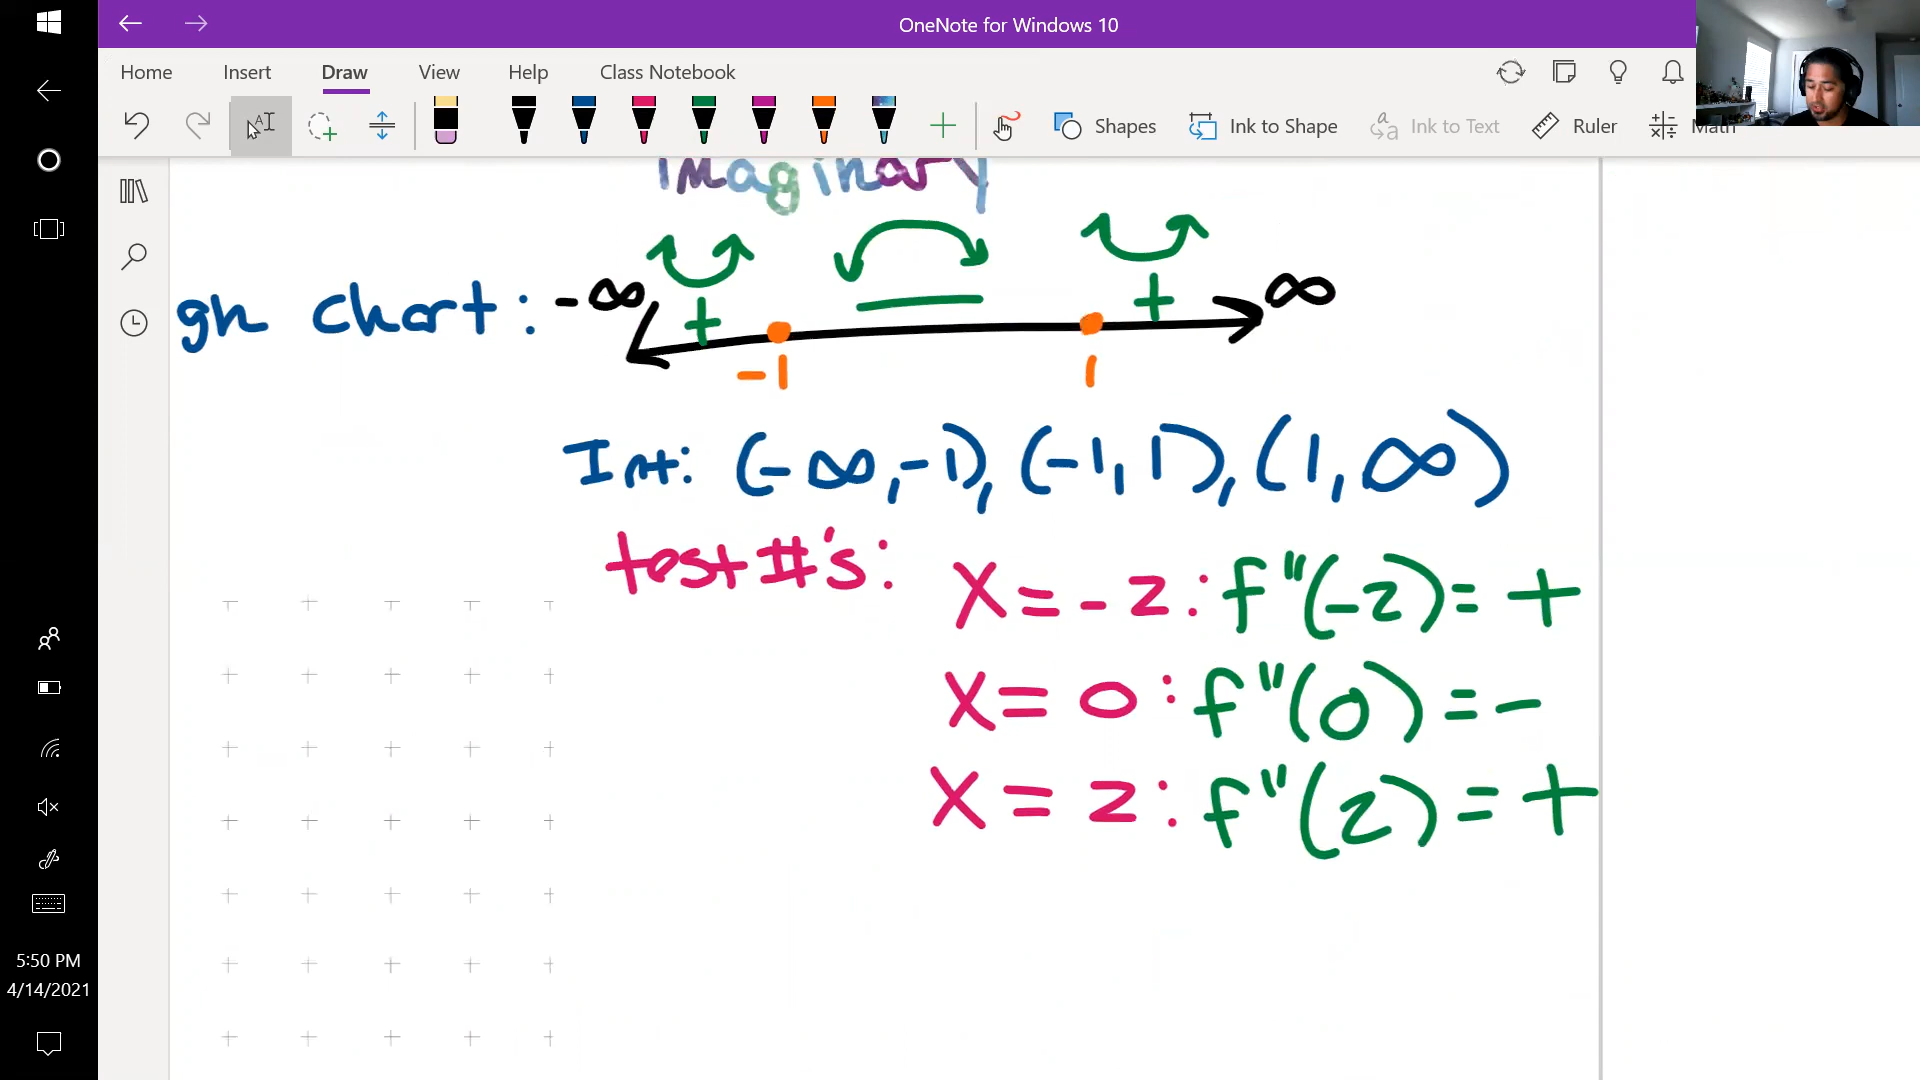 OneNote for Windows 10
Home Insert Draw View Help Class Notebook
Shapes Ink to Shape Ink to Text Ruler Math
imaginary
gn chart: -∞ + — + ∞
-1 1
Int: (-∞,-1), (-1,1), (1,∞)
test #'s: x = -2: f"(-2) = +
x = 0: f"(0) = -
x = 2: f"(2) = +
5:50 PM
4/14/2021